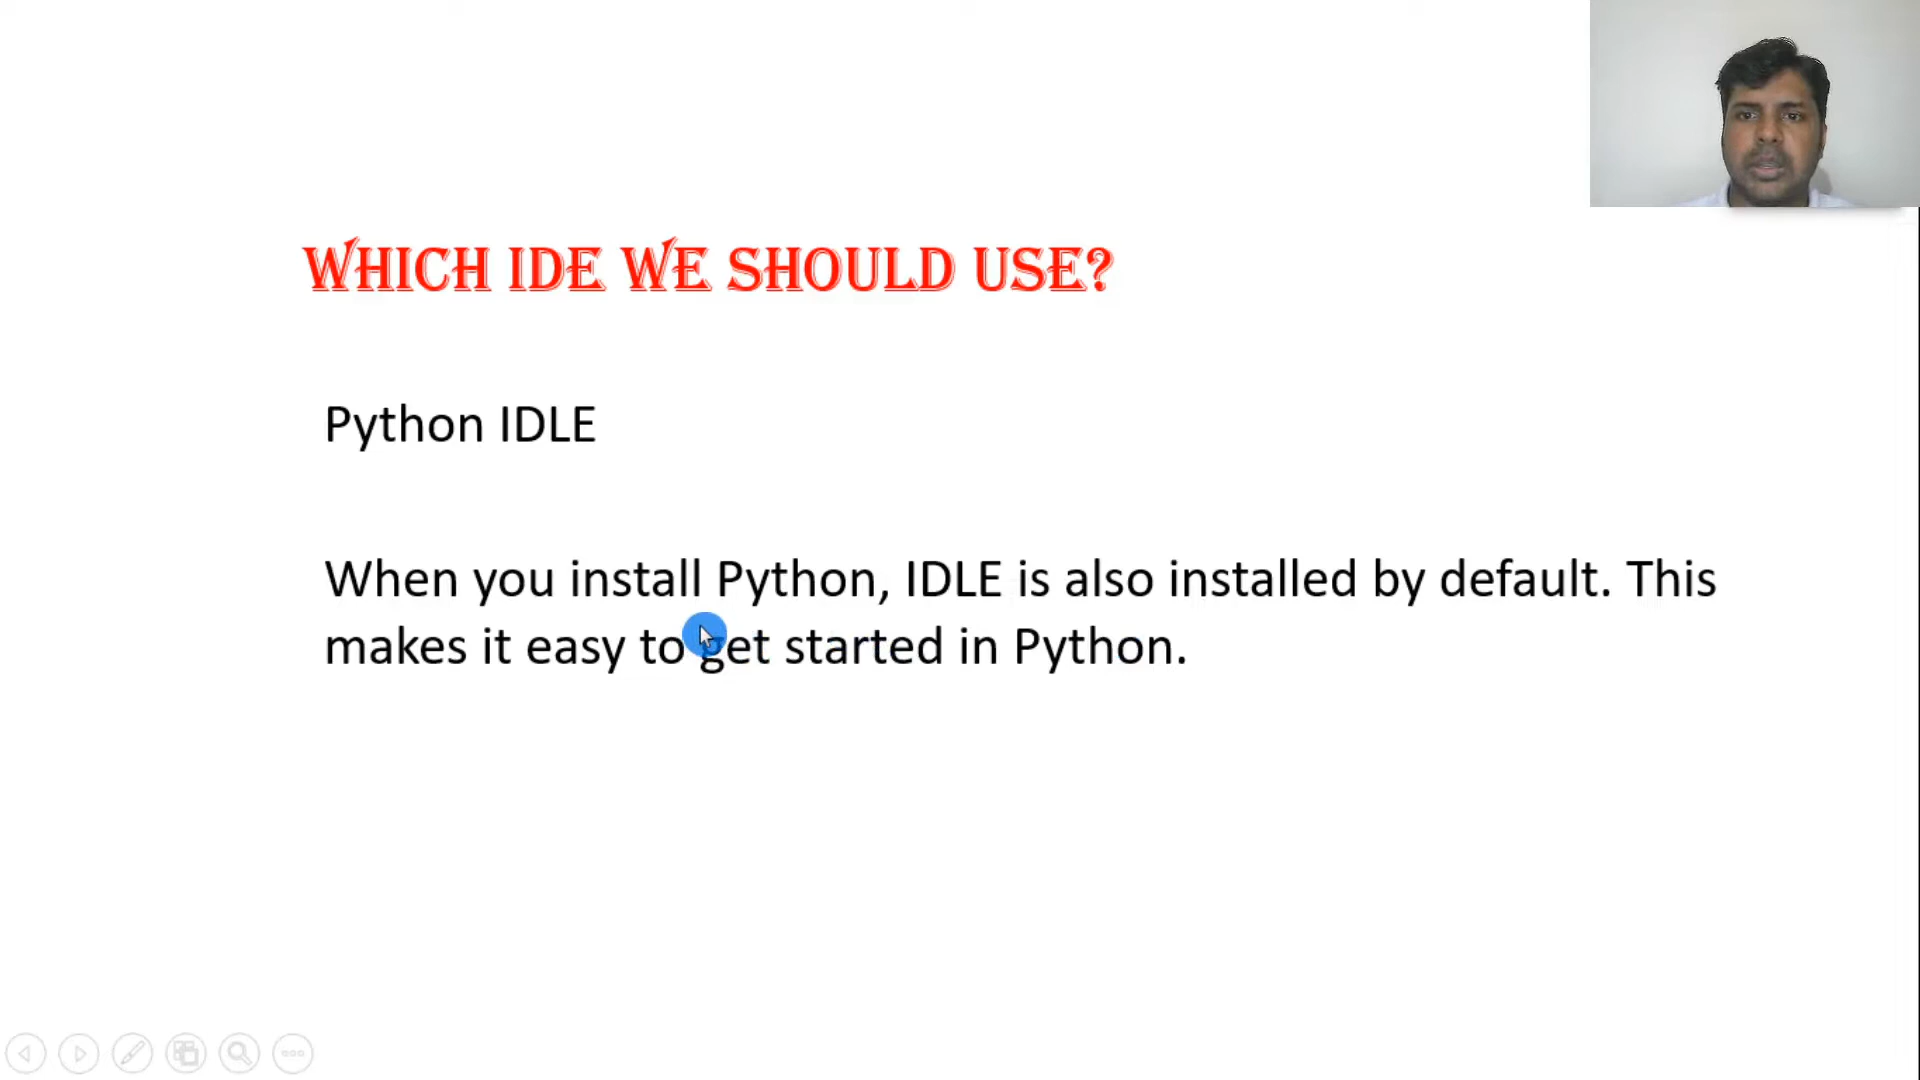 WHICH IDE WE SHOULD USE?
Python IDLE
When you install Python, IDLE is also installed by default. This
makes it easy to get started in Python.